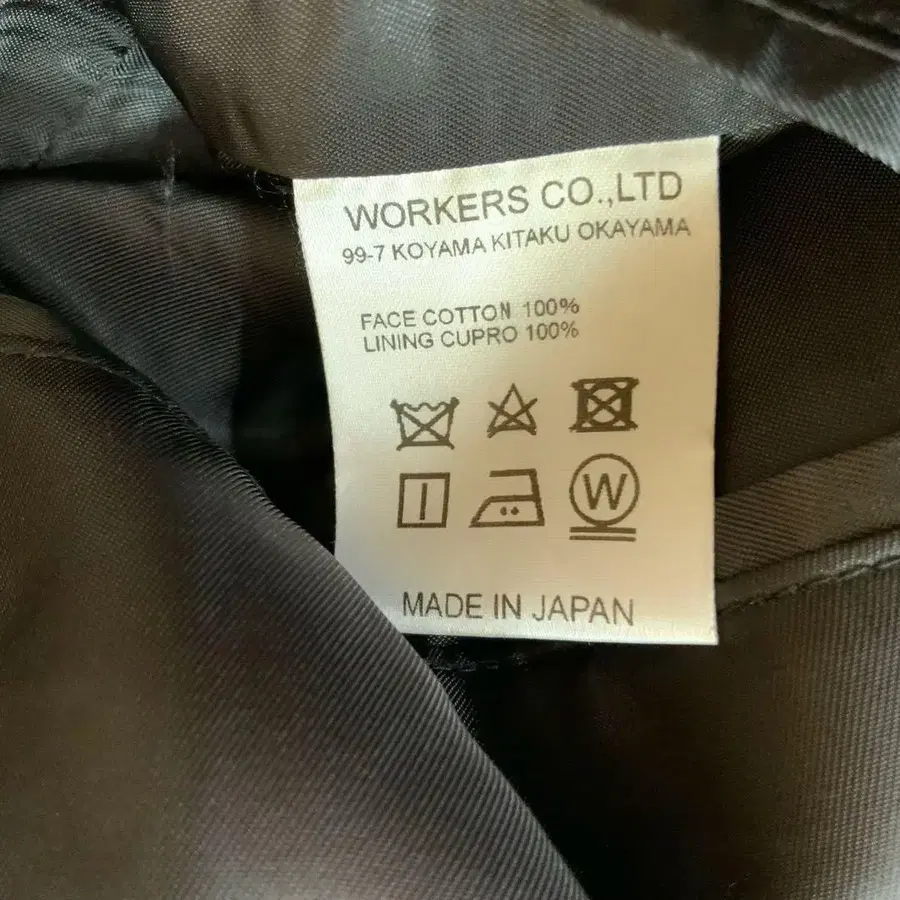 WORKERS CO.,LTD
99-7 KOYAMA KITAKU OKAYAMA
FACE COTTON 100%
LINING CUPRO 100%
W
MADE IN JAPAN